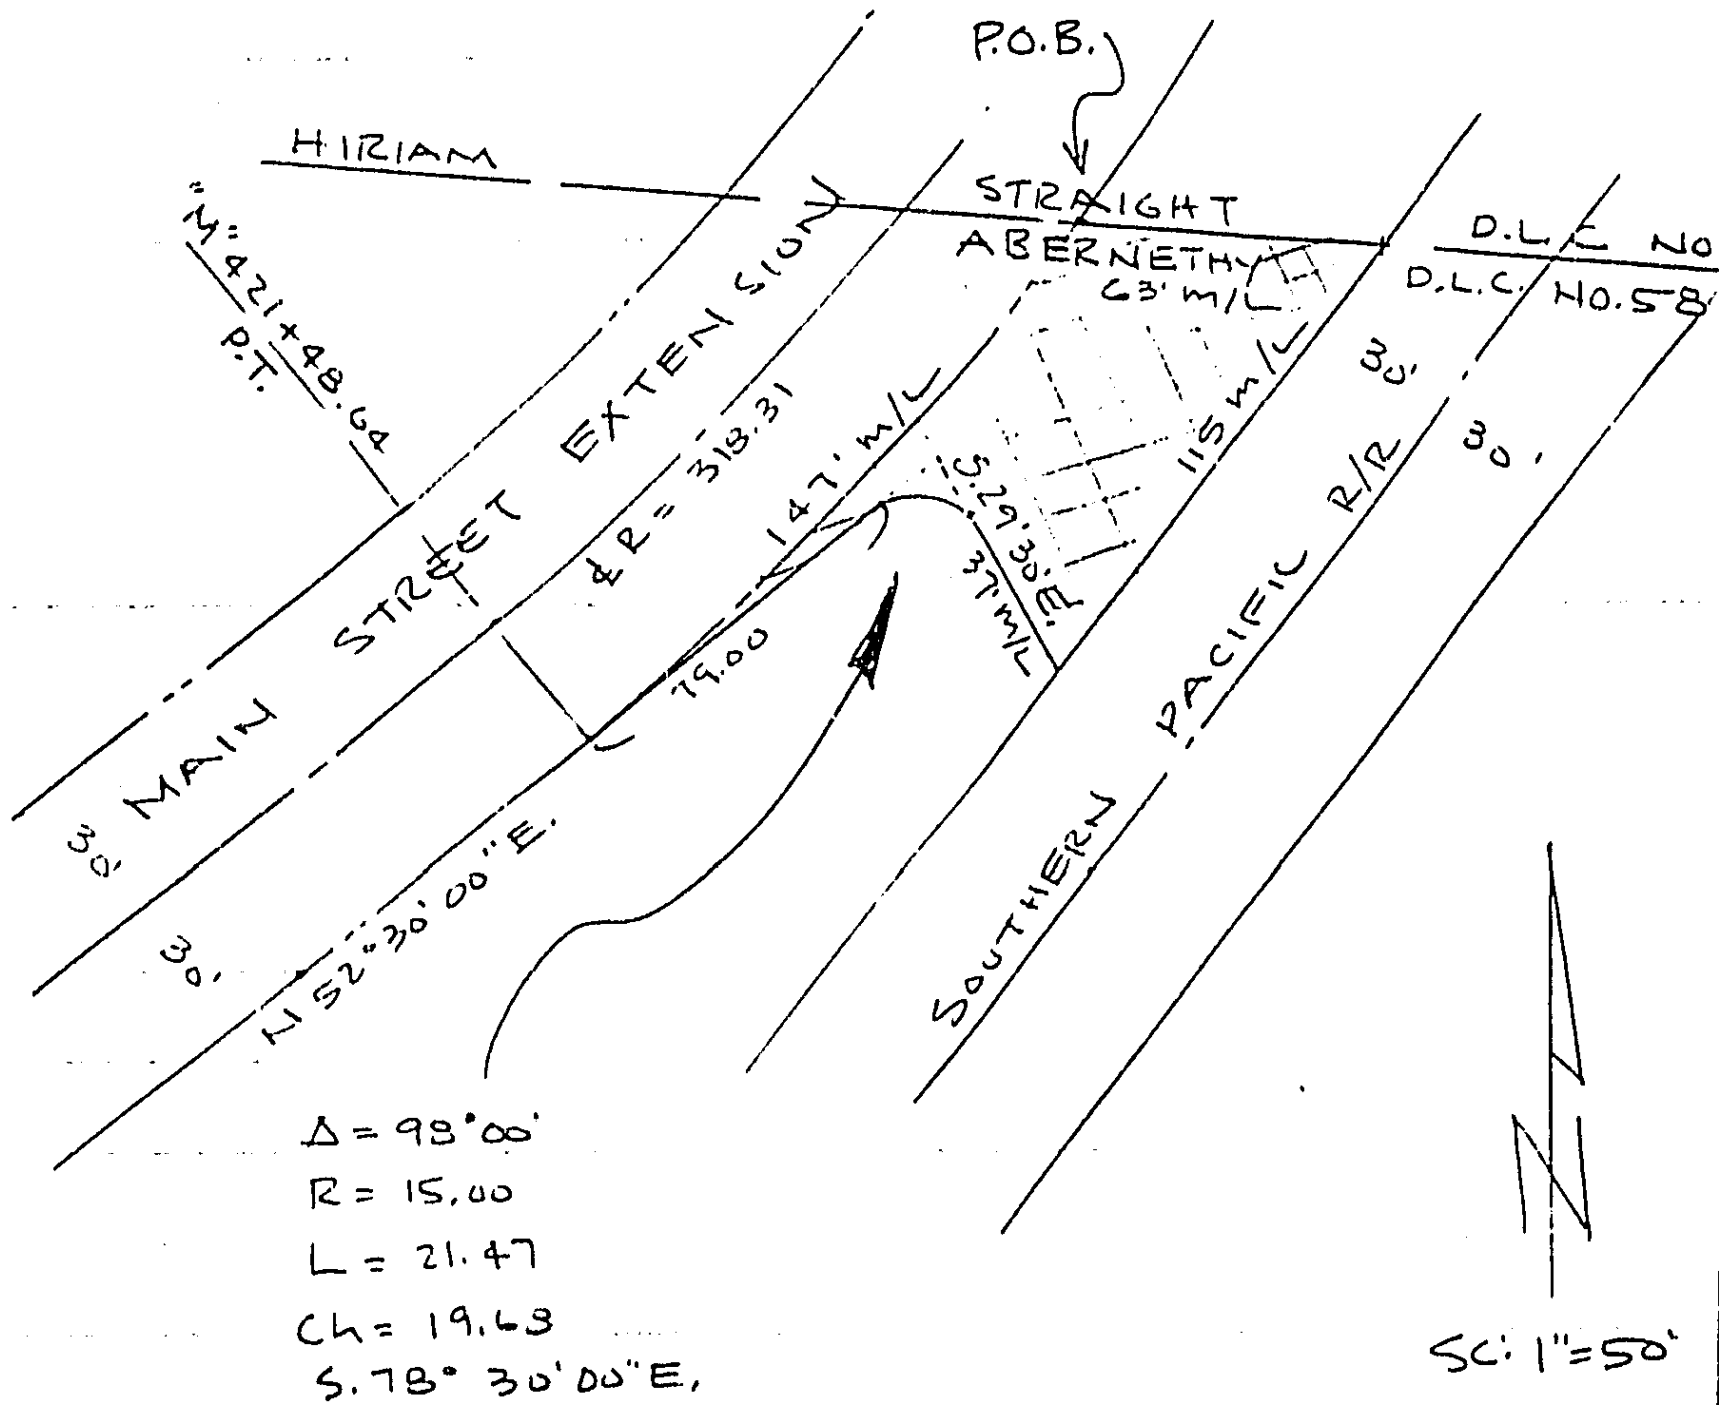 P.O.B.
HIRIAM STRAIGHT D.L.C NO
ABERNETHY D.L.C. NO.58
63' m/L
"M" 421+48.64
P.T.
MAIN STREET EXTENSION
℄ R = 318.31
147' m/L
79.00
S.29°30'E.
37' m/L
115 m/L
30'
30'
SOUTHERN PACIFIC R/R
30'
30'
N 52°30'00"E.
Δ = 98°00'
R = 15.00
L = 21.47
Ch = 19.68
S.78° 30'00"E.
N
SC: 1"=50'